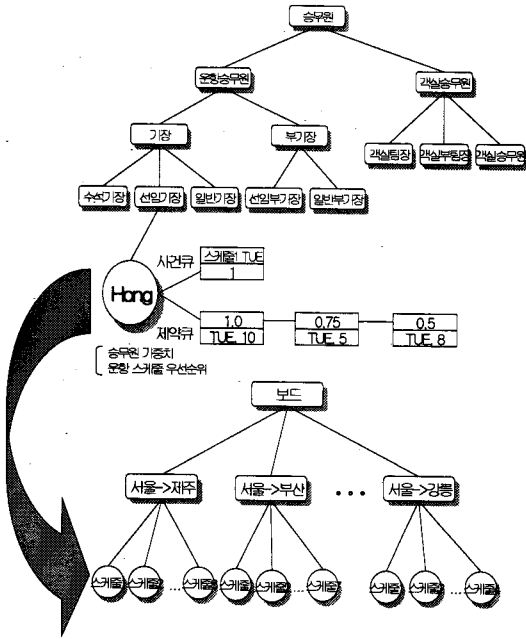 승무원
운항승무원 객실승무원
기장 부기장 객실팀장 객실부팀장 객실승무원
수석기장 선임기장 일반기장 선임부기장 일반부기장
사건큐 스케줄1 TUE
1
Hong
제약큐 1.0 0.75 0.5
TUE, 10 TUE, 5 TUE, 8
승무원 가중치
운항 스케줄 우선순위
보드
서울->제주 서울->부산 ••• 서울->강릉
스케줄1 스케줄2 ... 스케줄 스케줄 스케줄2 ... 스케줄 스케줄 스케줄2 ... 스케줄